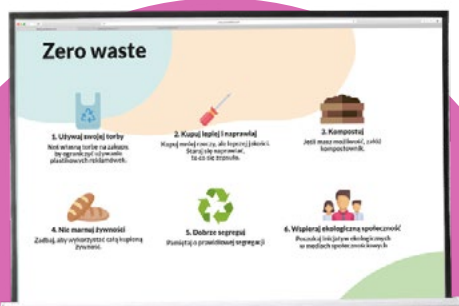 Zero waste
1. Używaj swojej torby
Noś własną torbę na zakupy,
by ograniczyć używanie
plastikowych reklamówek.
2. Kupuj lepiej i naprawiaj
Kupuj mniej rzeczy, ale lepszej jakości.
Staraj się naprawiać,
to co się zepsuło.
3. Kompostuj
Jeśli masz możliwość, załóż
kompostownik.
4. Nie marnuj żywności
Zadbaj, aby wykorzystać całą kupioną
żywność.
5. Dobrze segreguj
Pamiętaj o prawidłowej segregacji
6. Wspieraj ekologiczną społeczność
Poszukaj inicjatyw ekologicznych
w mediach społecznościowych